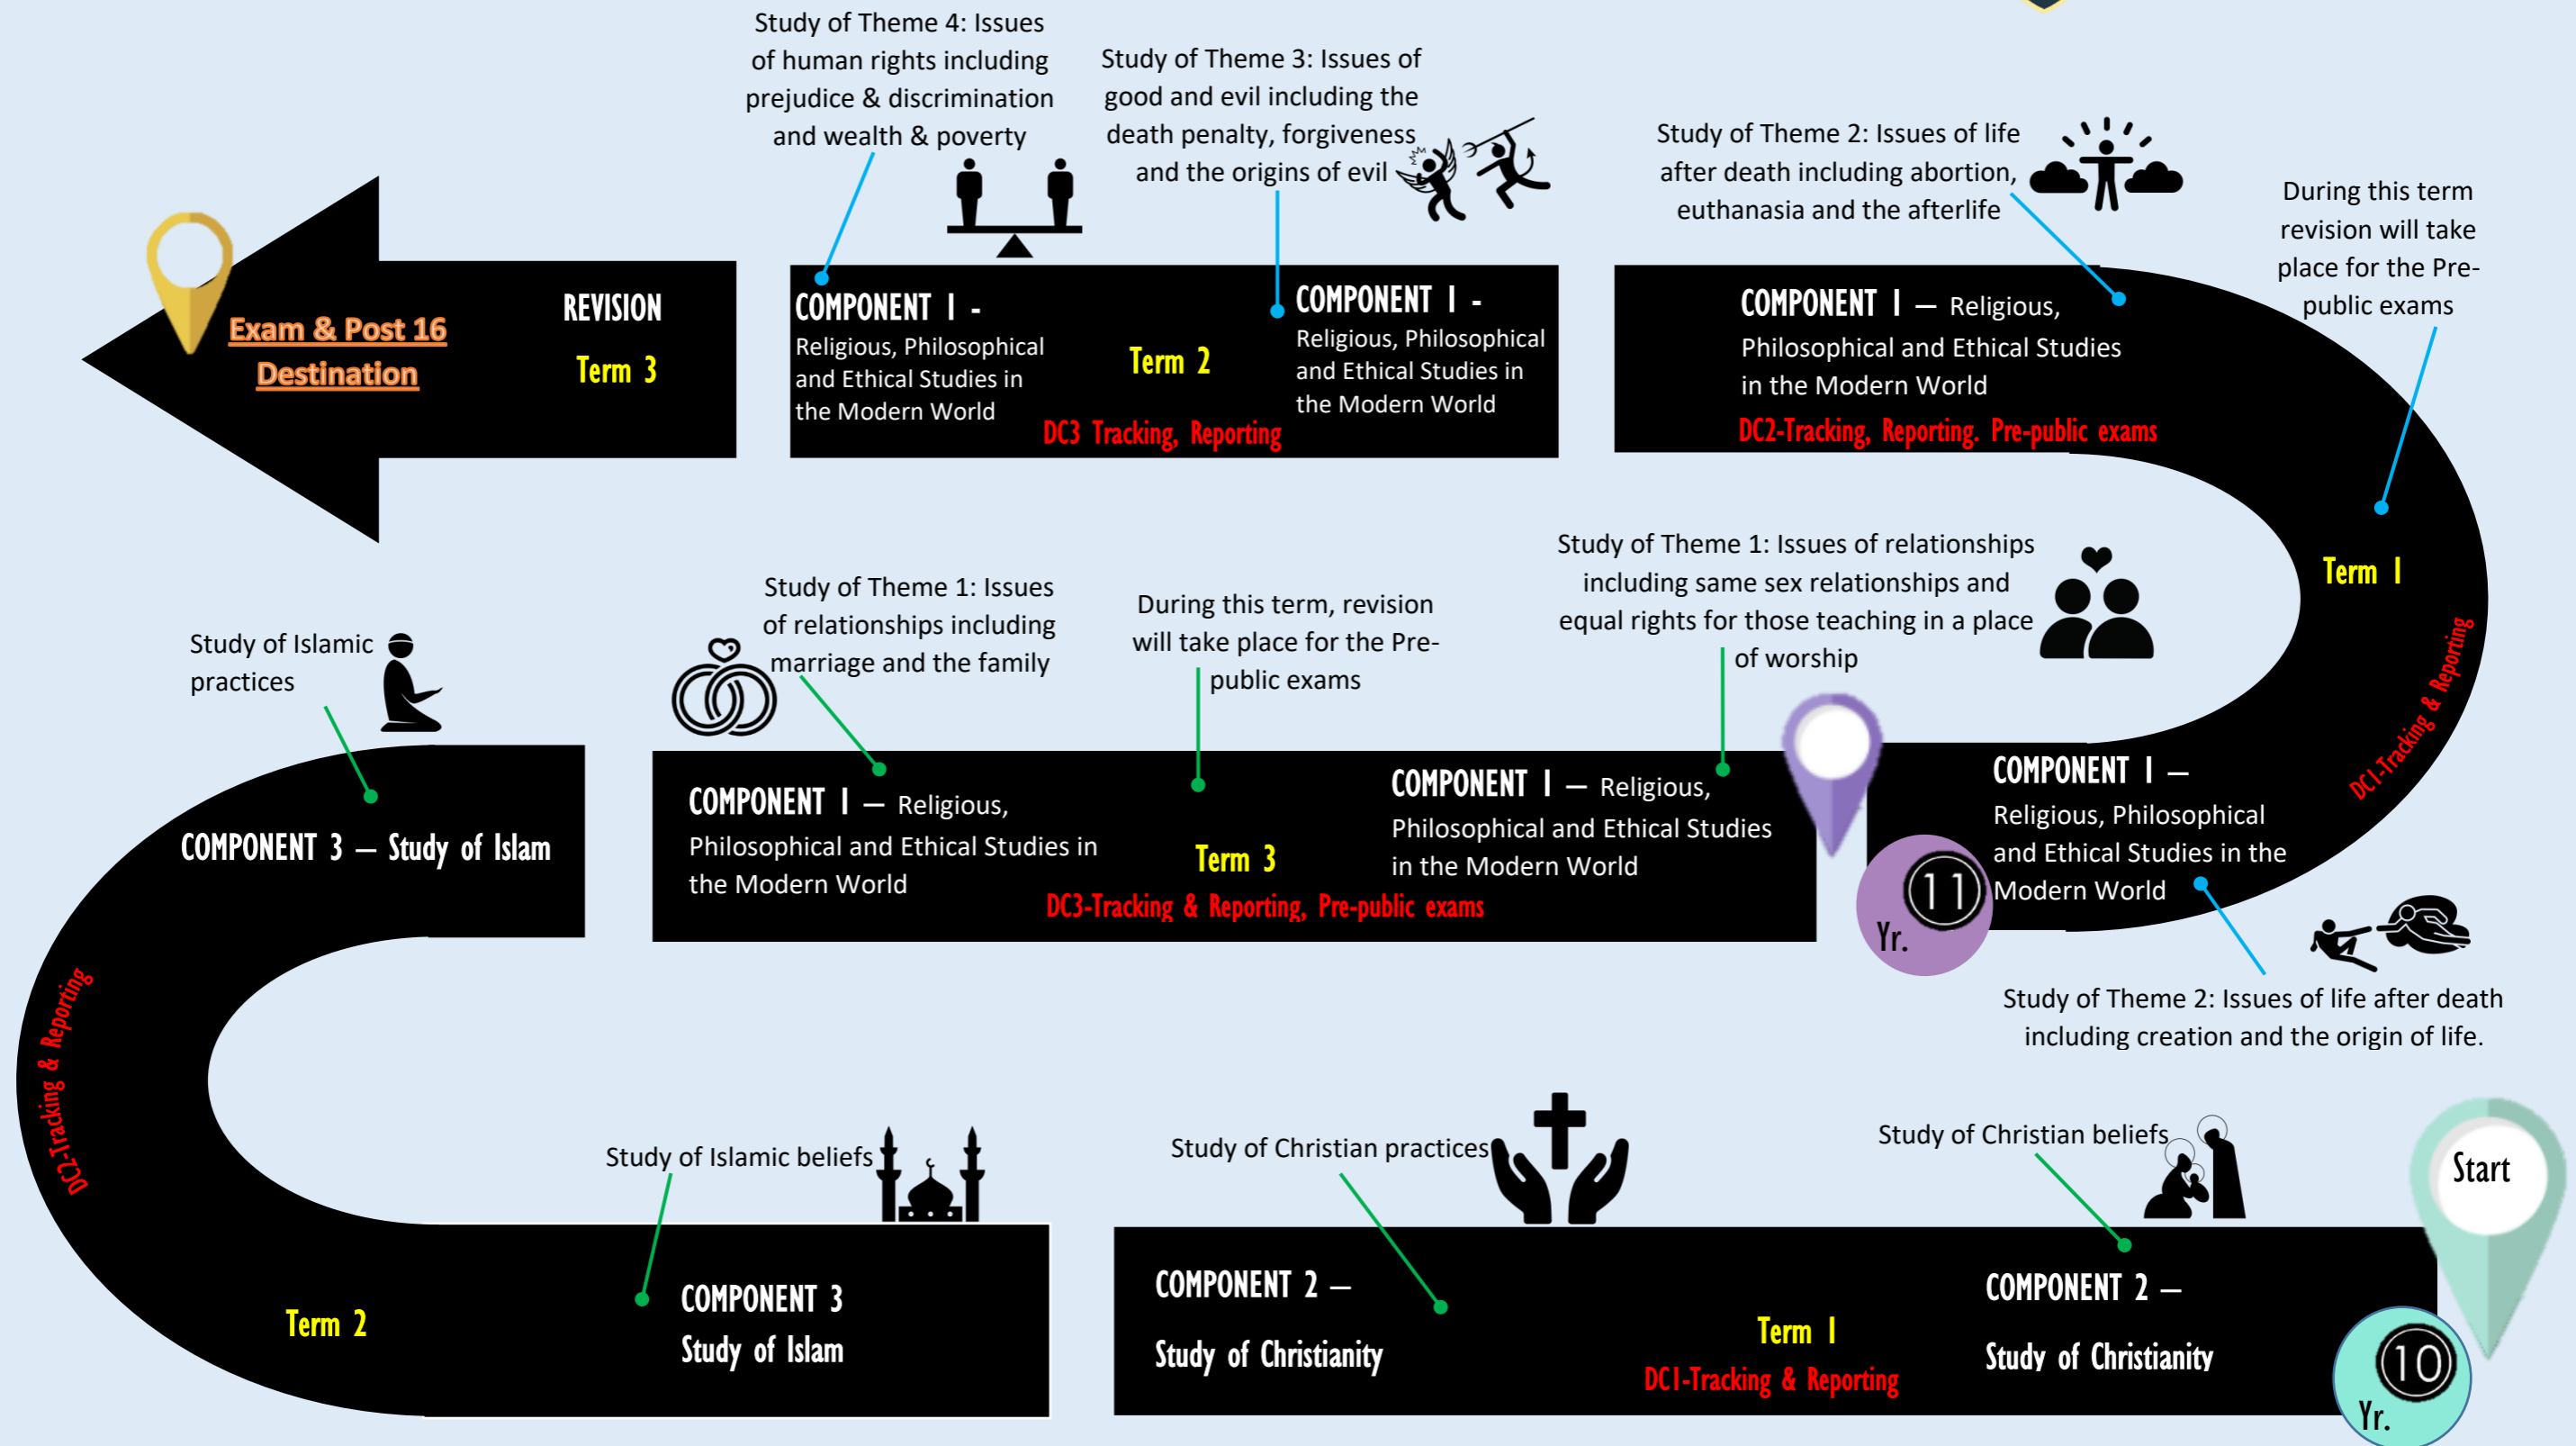 Study of Theme 4: Issues
of human rights including
prejudice & discrimination
and wealth & poverty
Study of Theme 3: Issues of
good and evil including the
death penalty, forgiveness
and the origins of evil
Study of Theme 2: Issues of life
after death including abortion,
euthanasia and the afterlife
During this term
revision will take
place for the Pre-
public exams
Exam & Post 16
Destination
REVISION
Term 3
COMPONENT 1 -
Religious, Philosophical
and Ethical Studies in
the Modern World
Term 2
DC3 Tracking, Reporting
COMPONENT 1 -
Religious, Philosophical
and Ethical Studies in
the Modern World
COMPONENT 1 – Religious,
Philosophical and Ethical Studies
in the Modern World
DC2-Tracking, Reporting. Pre-public exams
Term 1
DC1-Tracking & Reporting
Study of Islamic
practices
Study of Theme 1: Issues
of relationships including
marriage and the family
During this term, revision
will take place for the Pre-
public exams
Study of Theme 1: Issues of relationships
including same sex relationships and
equal rights for those teaching in a place
of worship
COMPONENT 3 – Study of Islam
COMPONENT 1 – Religious,
Philosophical and Ethical Studies in
the Modern World
Term 3
DC3-Tracking & Reporting, Pre-public exams
COMPONENT 1 – Religious,
Philosophical and Ethical Studies
in the Modern World
11
Yr.
COMPONENT 1 –
Religious, Philosophical
and Ethical Studies in the
Modern World
Study of Theme 2: Issues of life after death
including creation and the origin of life.
DC2-Tracking & Reporting
Study of Islamic beliefs
Study of Christian practices
Study of Christian beliefs
Start
Term 2
COMPONENT 3
Study of Islam
COMPONENT 2 –
Study of Christianity
Term 1
DC1-Tracking & Reporting
COMPONENT 2 –
Study of Christianity
10
Yr.